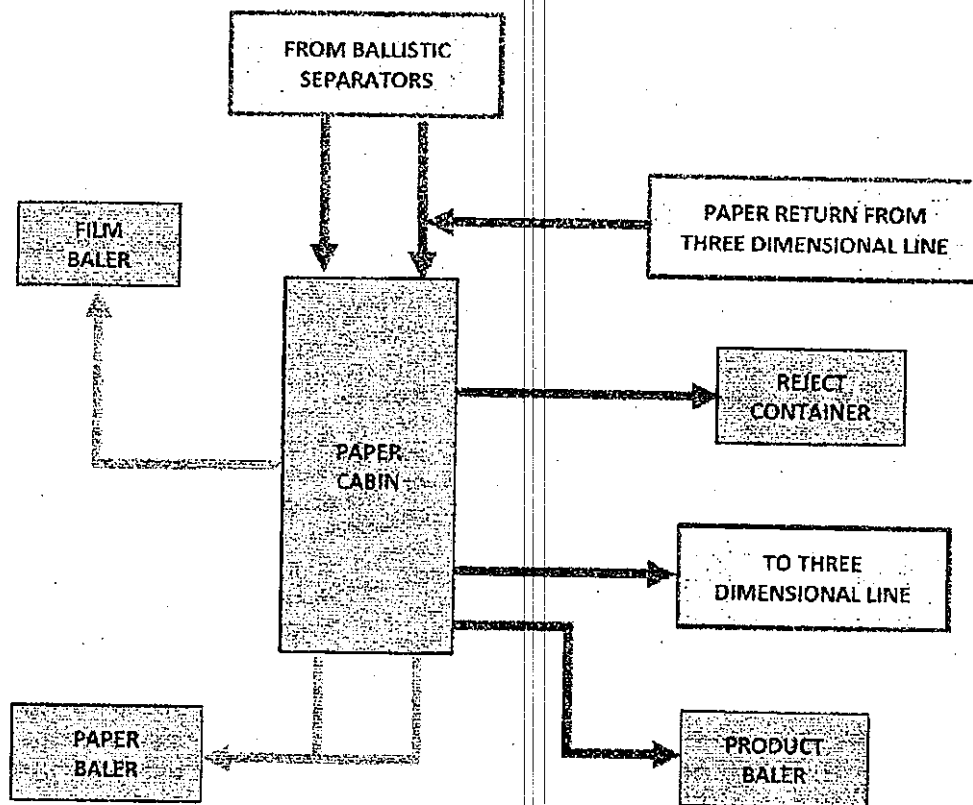 FROM BALLISTIC
SEPARATORS
PAPER RETURN FROM
THREE DIMENSIONAL LINE
FILM
BALER
REJECT
CONTAINER
PAPER
CABIN
TO THREE
DIMENSIONAL LINE
PAPER
BALER
PRODUCT
BALER